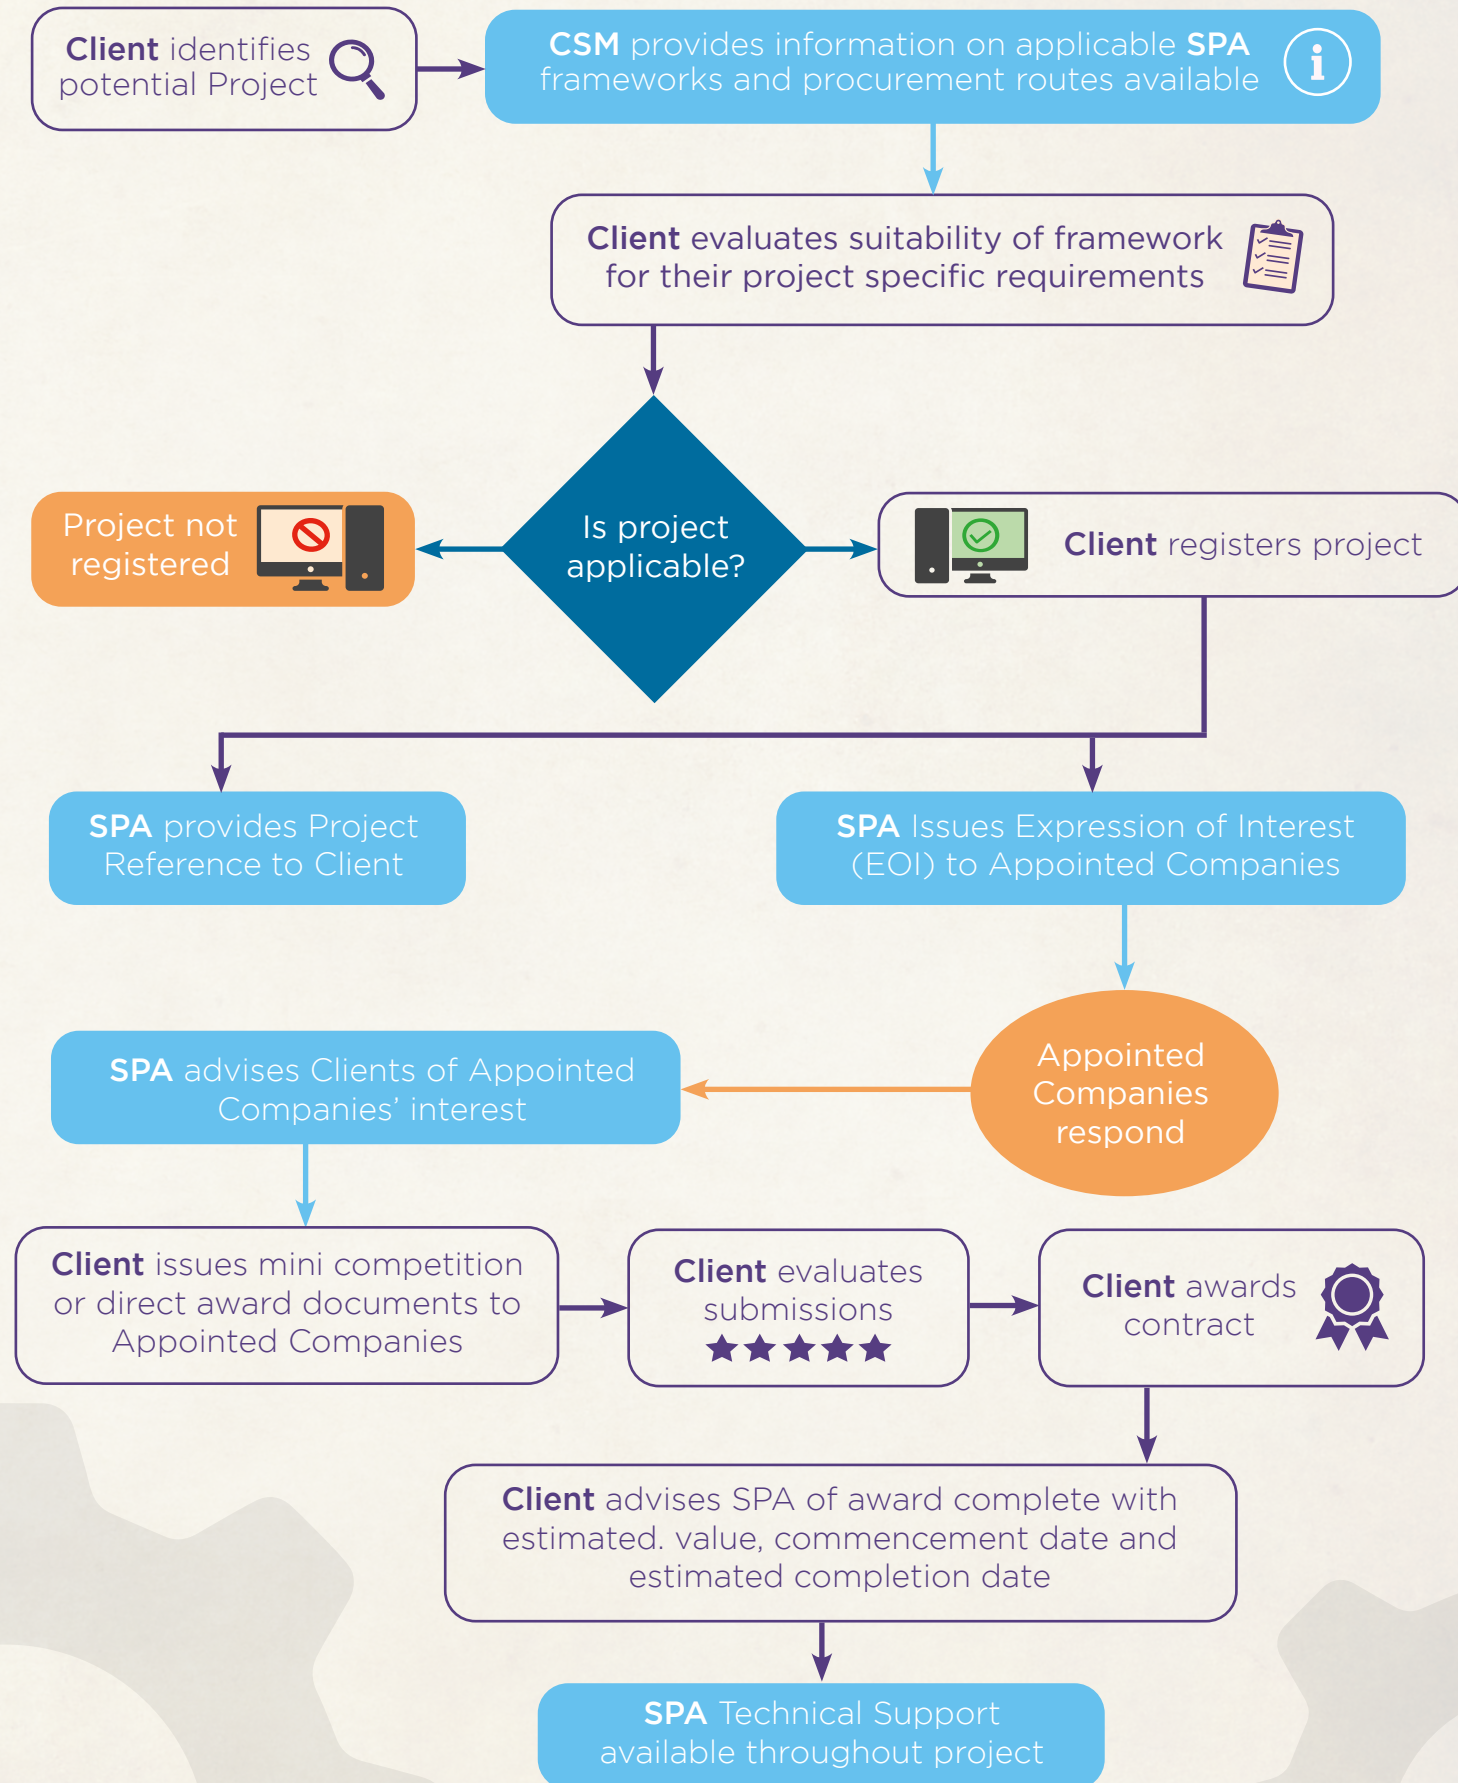 Client identifies
potential Project
CSM provides information on applicable SPA
frameworks and procurement routes available
i
Client evaluates suitability of framework
for their project specific requirements
Is project
applicable?
Project not
registered
Client registers project
SPA provides Project
Reference to Client
SPA Issues Expression of Interest
(EOI) to Appointed Companies
Appointed
Companies
respond
SPA advises Clients of Appointed
Companies’ interest
Client issues mini competition
or direct award documents to
Appointed Companies
Client evaluates
submissions
Client awards
contract
Client advises SPA of award complete with
estimated. value, commencement date and
estimated completion date
SPA Technical Support
available throughout project